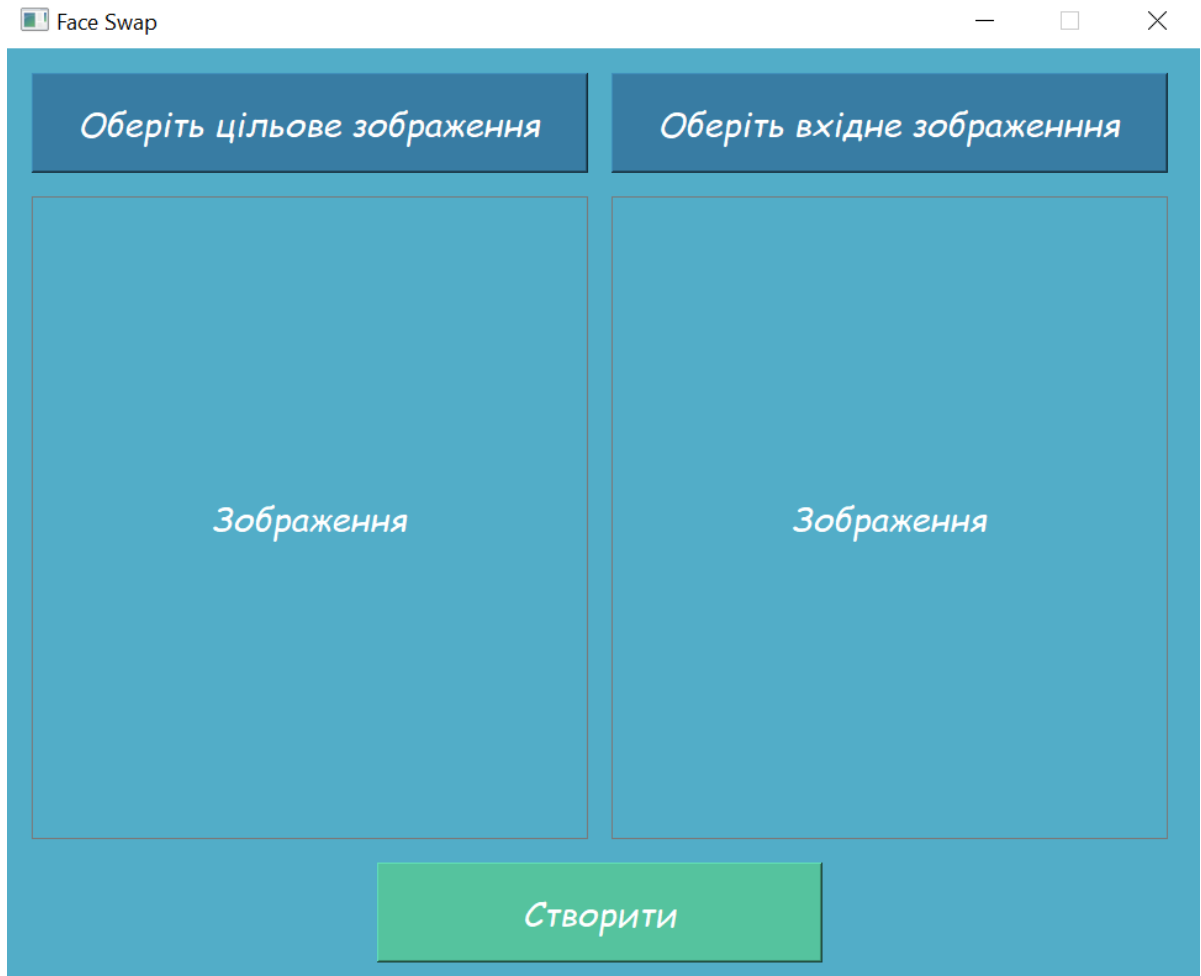 Face Swap
Оберіть цільове зображення
Оберіть вхідне зображенння
Зображення
Зображення
Створити